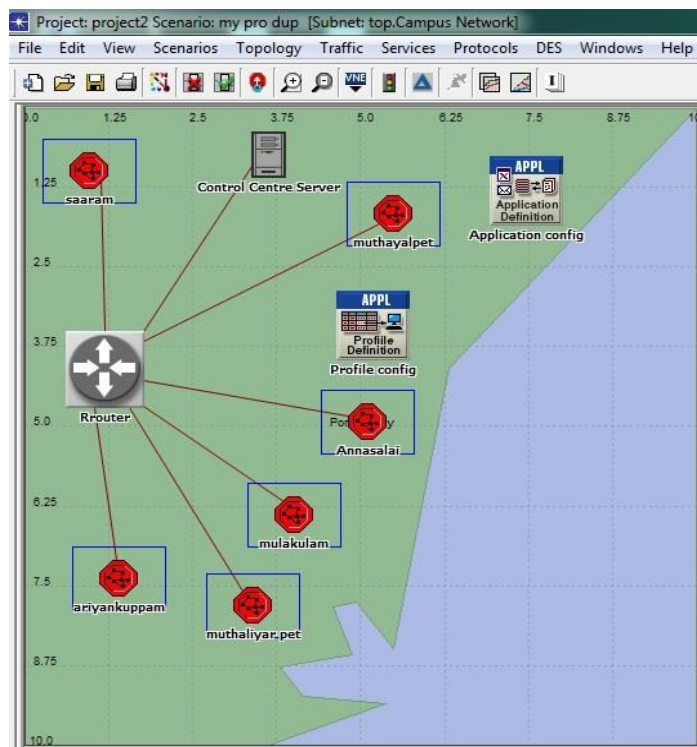 Project: project2 Scenario: my pro dup [Subnet: top.Campus Network]
File Edit View Scenarios Topology Traffic Services Protocols DES Windows Help
VNE
0.0 1.25 2.5 3.75 5.0 6.25 7.5 8.75 10
saaram
Control Centre Server
muthayalpet
APPL
Application
Definition
Application config
1.25
2.5
APPL
Profile
Definition
Profile config
3.75
Rrouter
5.0
Annasalai
6.25
mulakulam
7.5
ariyankuppam
muthaliyar pet
8.75
10.0